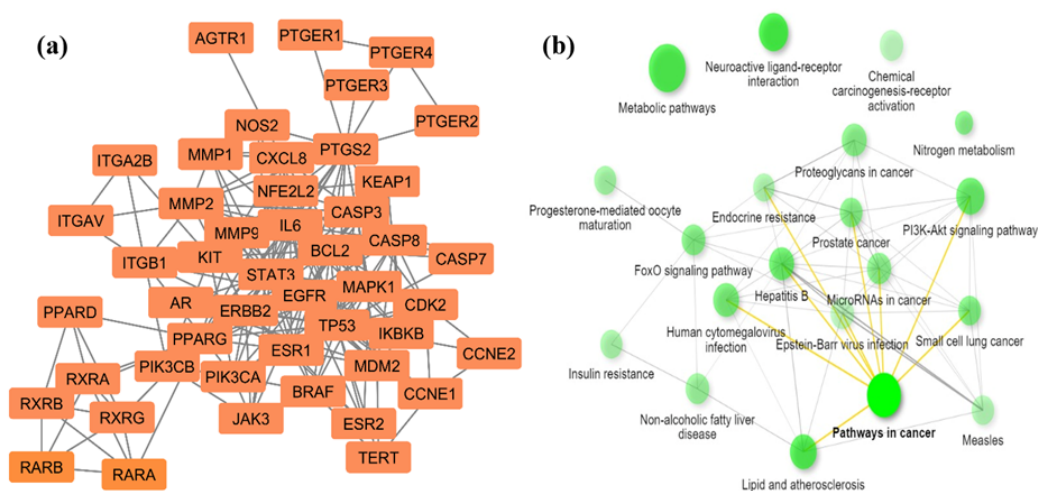 (a)
AGTR1
PTGER1
PTGER4
PTGER3
PTGER2
NOS2
PTGS2
MMP1
CXCL8
ITGA2B
NFE2L2
KEAP1
MMP2
CASP3
ITGAV
IL6
MMP9
CASP8
BCL2
KIT
ITGB1
CASP7
STAT3
MAPK1
AR
EGFR
CDK2
PPARD
ERBB2
TP53
IKBKB
PPARG
ESR1
CCNE2
PIK3CB
MDM2
RXRA
PIK3CA
BRAF
CCNE1
RXRB
RXRG
JAK3
ESR2
TERT
RARB
RARA
(b)
Metabolic pathways
Neuroactive ligand-receptor
interaction
Chemical
carcinogenesis-receptor
activation
Nitrogen metabolism
Proteoglycans in cancer
Progesterone-mediated oocyte
maturation
Endocrine resistance
Prostate cancer
PI3K-Akt signaling pathway
FoxO signaling pathway
Hepatitis B
MicroRNAs in cancer
Human cytomegalovirus
infection
Epstein-Barr virus infection
Small cell lung cancer
Insulin resistance
Non-alcoholic fatty liver
disease
Pathways in cancer
Measles
Lipid and atherosclerosis